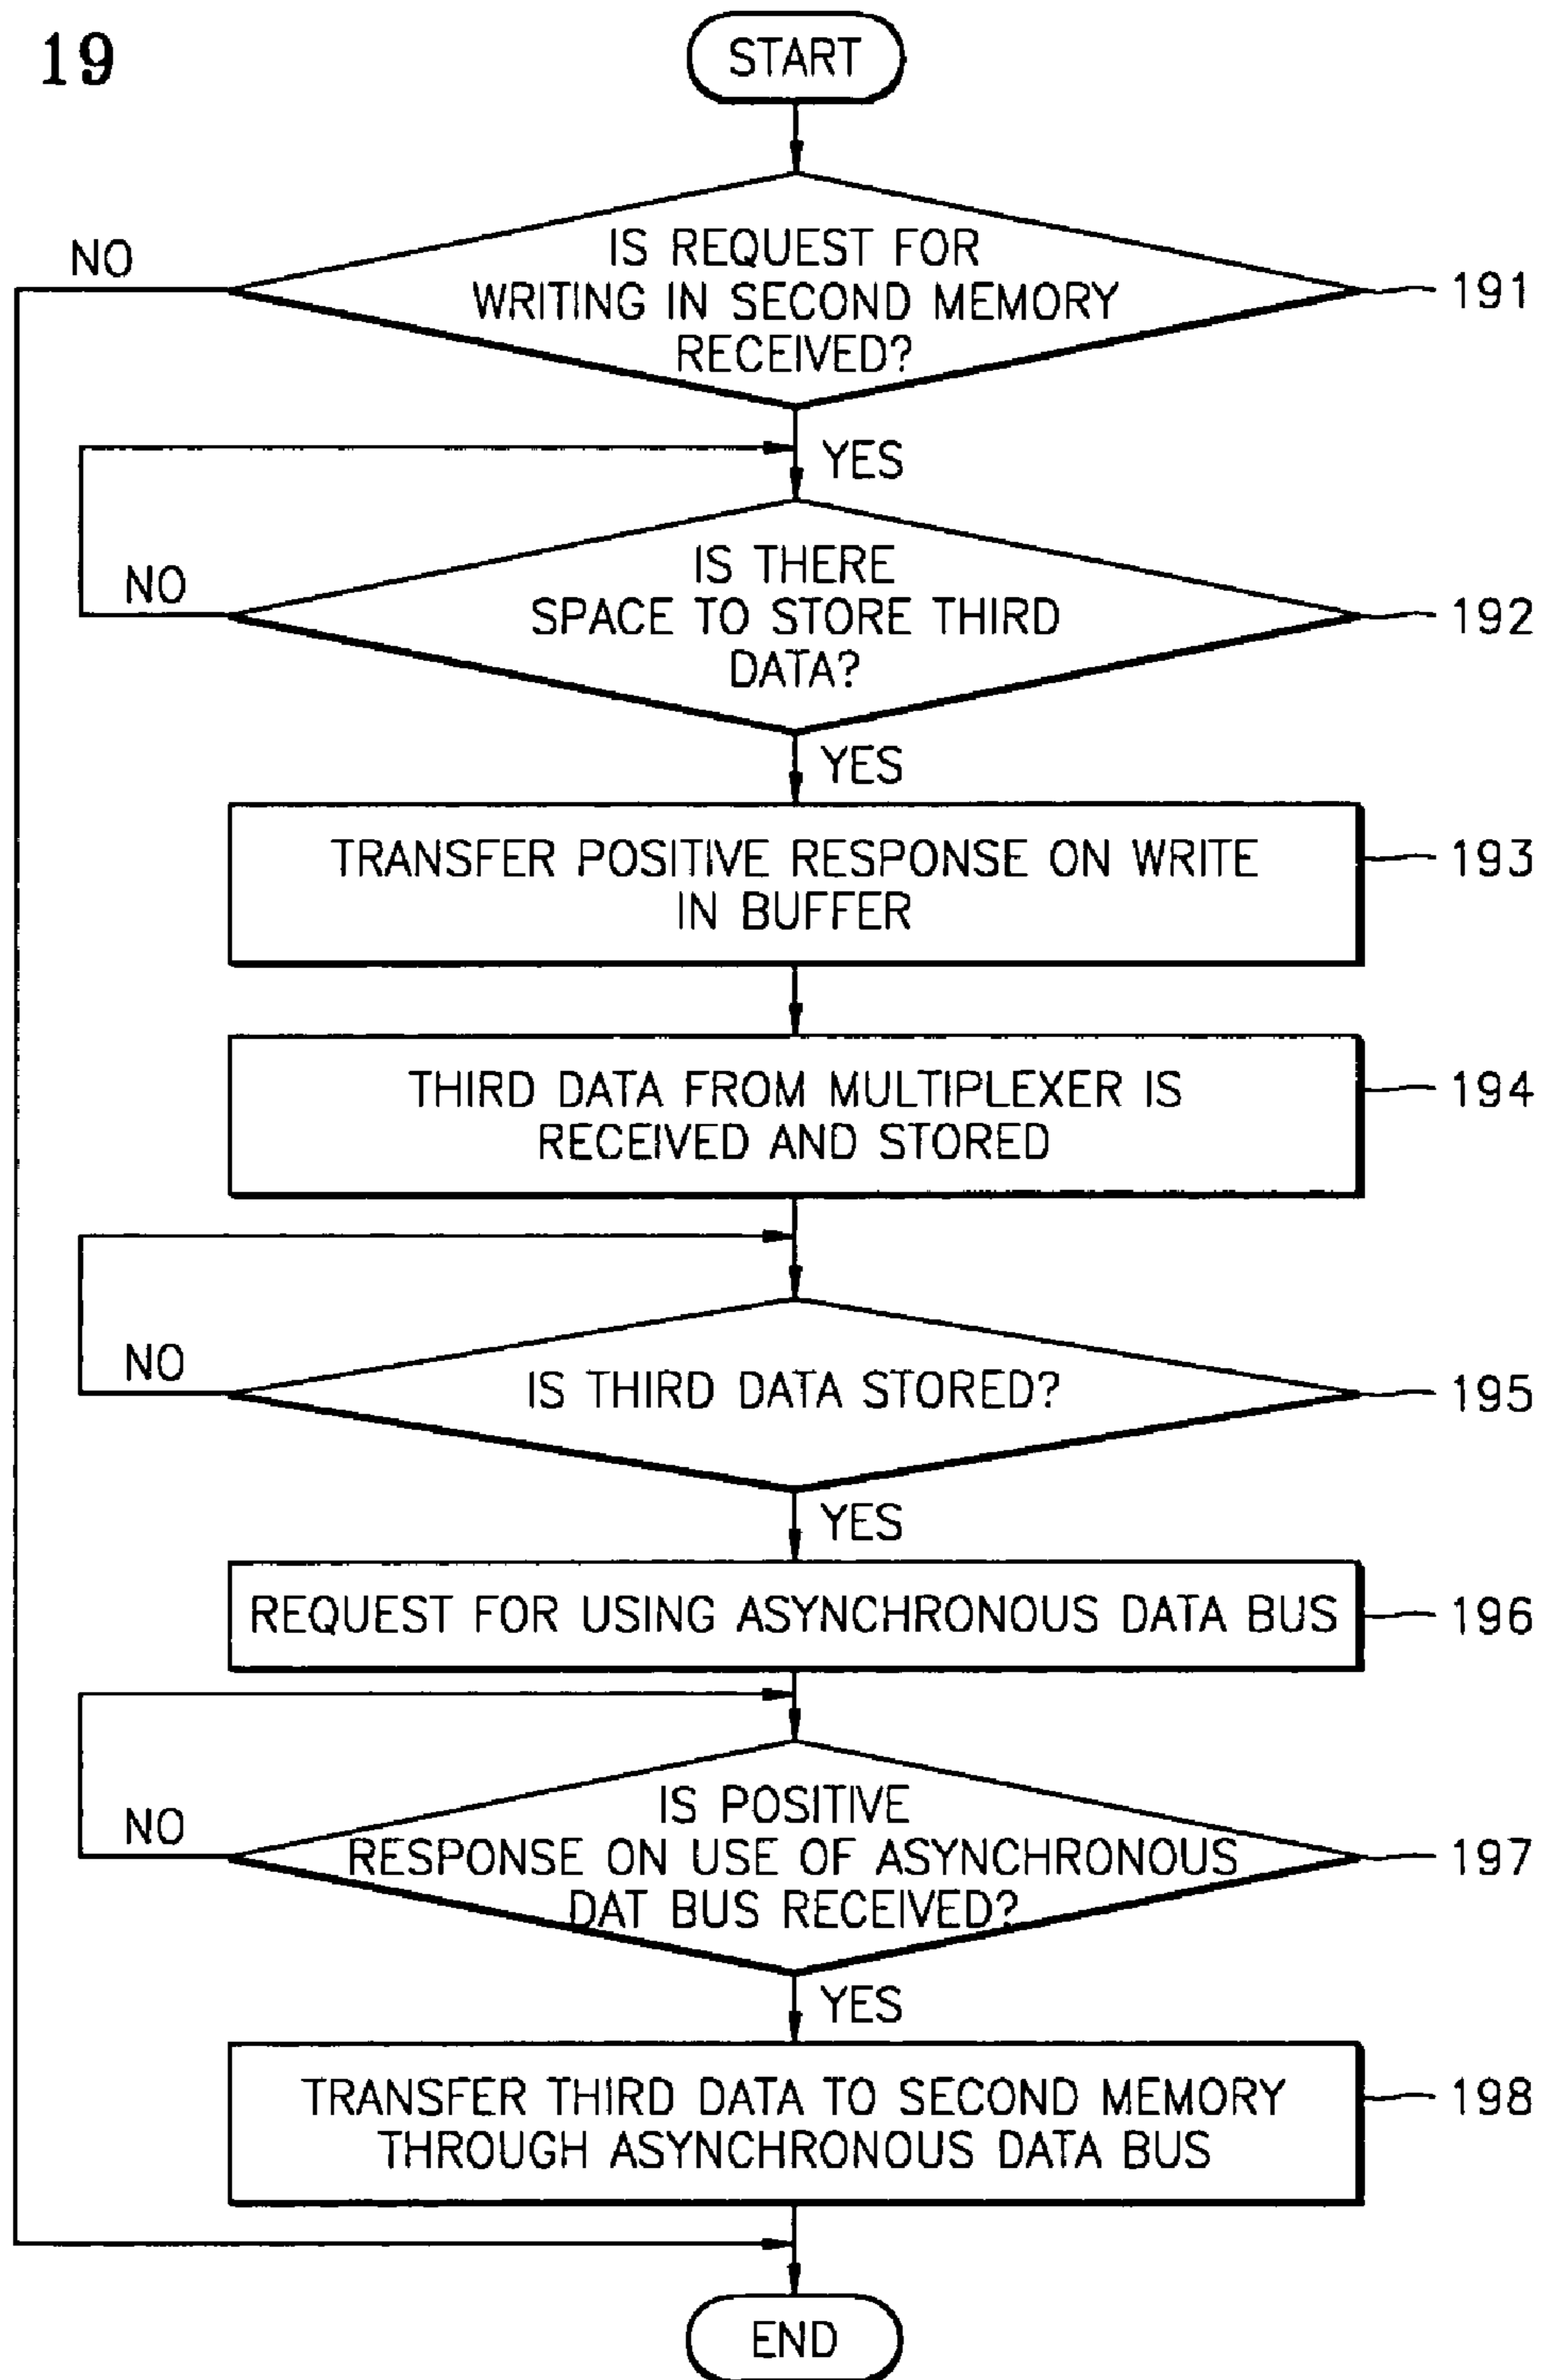 19
START
NO
IS REQUEST FOR
WRITING IN SECOND MEMORY
RECEIVED?
191
YES
NO
IS THERE
SPACE TO STORE THIRD
DATA?
192
YES
TRANSFER POSITIVE RESPONSE ON WRITE
IN BUFFER
193
THIRD DATA FROM MULTIPLEXER IS
RECEIVED AND STORED
194
NO
IS THIRD DATA STORED?
195
YES
REQUEST FOR USING ASYNCHRONOUS DATA BUS
196
NO
IS POSITIVE
RESPONSE ON USE OF ASYNCHRONOUS
DAT BUS RECEIVED?
197
YES
TRANSFER THIRD DATA TO SECOND MEMORY
THROUGH ASYNCHRONOUS DATA BUS
198
END